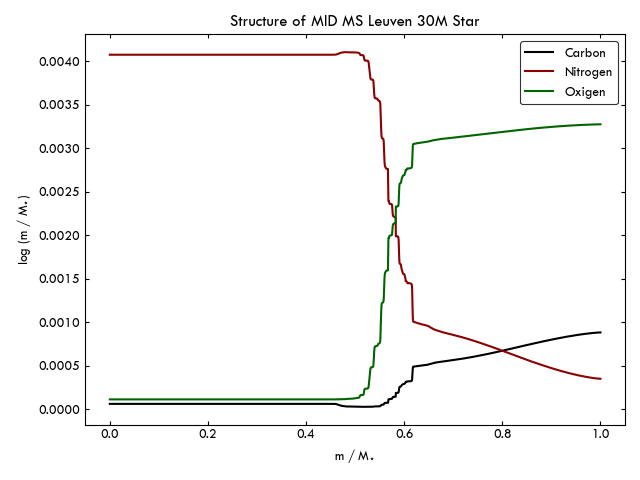 Structure of MID MS Leuven 30M Star
Carbon
Nitrogen
Oxigen
log (m / M⋆)
0.0040
0.0035
0.0030
0.0025
0.0020
0.0015
0.0010
0.0005
0.0000
0.0 0.2 0.4 0.6 0.8 1.0
m / M⋆